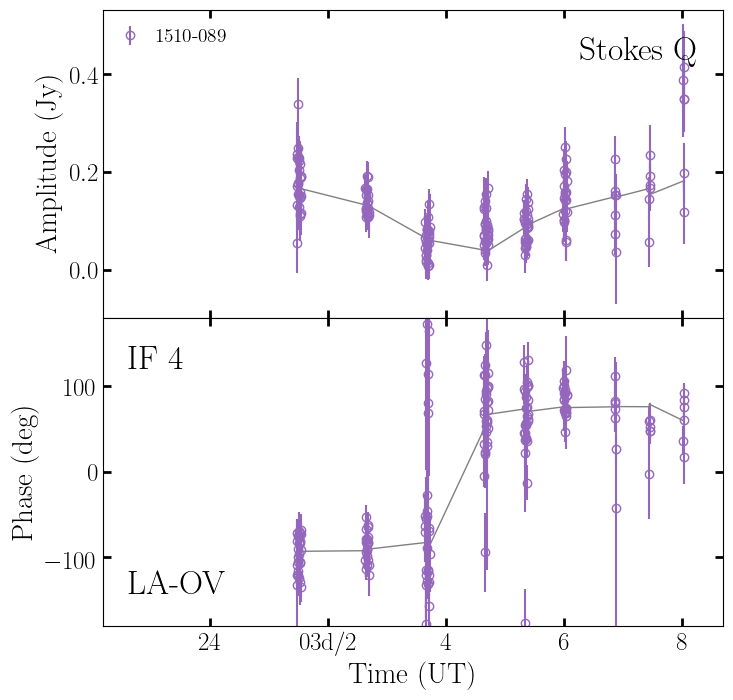 1510-089
Stokes Q
0.4
0.2
0.0
Amplitude (Jy)
IF 4
100
0
−100
Phase (deg)
LA-OV
24 03d/2 4 6 8
Time (UT)